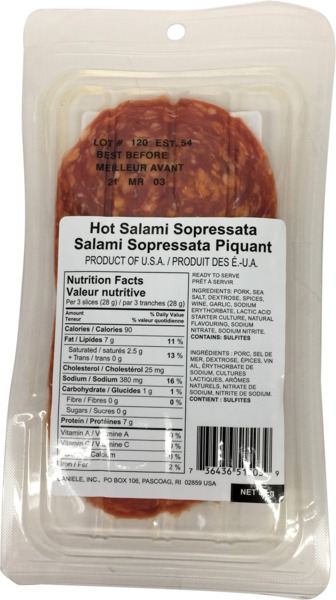 LOT # 120 EST. 54
BEST BEFORE
MEILLEUR AVANT
21 MR 03
Hot Salami Sopressata
Salami Sopressata Piquant
PRODUCT OF U.S.A. / PRODUIT DES É.-U.A.
Nutrition Facts
Valeur nutritive
Per 3 slices (28 g) / par 3 tranches (28 g)
Amount % Daily Value
Teneur % valeur quotidienne
Calories / Calories 90
Fat / Lipides 7 g 11 %
Saturated / saturés 2.5 g
+ Trans / trans 0 g 13 %
Cholesterol / Cholestérol 25 mg
Sodium / Sodium 380 mg 16 %
Carbohydrate / Glucides 1 g 1 %
Fibre / Fibres 0 g 0 %
Sugars / Sucres 0 g
Protein / Protéines 7 g
Vitamin A / Vitamine A 0 %
Vitamin C / Vitamine C %
Calcium %
Iron / Fer 2 %
READY TO SERVE
PRÊT À SERVIR
INGREDIENTS: PORK, SEA
SALT, DEXTROSE, SPICES,
WINE, GARLIC, SODIUM
ERYTHORBATE, LACTIC ACID
STARTER CULTURE, NATURAL
FLAVOURING, SODIUM
NITRATE, SODIUM NITRITE.
CONTAINS: SULFITES
INGRÉDIENTS: PORC, SEL DE
MER, DEXTROSE, ÉPICES, VIN
AIL, ÉRYTHORBATE DE
SODIUM, CULTURES
LACTIQUES, ARÔMES
NATURELS, NITRATE DE
SODIUM, NITRITE DE SODIUM.
CONTIENT: SULFITES
7 36436 51 9
NET
DANIELE, INC., PO BOX 106, PASCOAG, RI 02859 USA